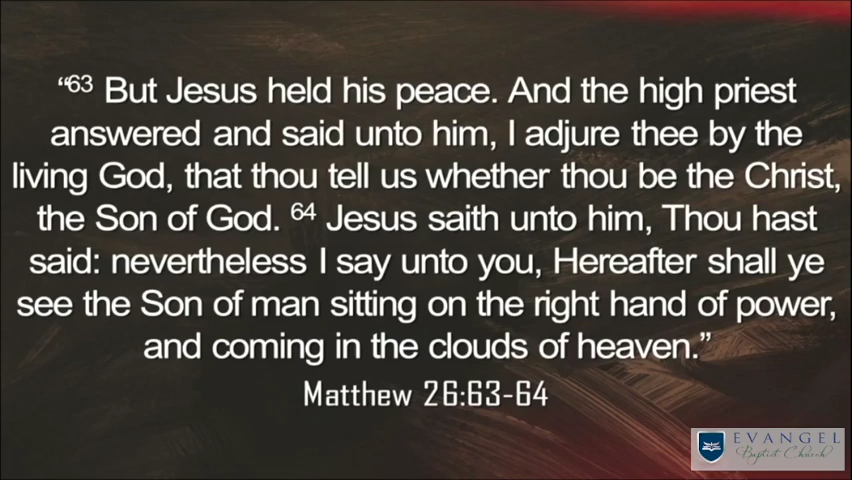 “63 But Jesus held his peace. And the high priest
answered and said unto him, I adjure thee by the
living God, that thou tell us whether thou be the Christ,
the Son of God. 64 Jesus saith unto him, Thou hast
said: nevertheless I say unto you, Hereafter shall ye
see the Son of man sitting on the right hand of power,
and coming in the clouds of heaven.”
Matthew 26:63-64
EVANGEL
Baptist Church